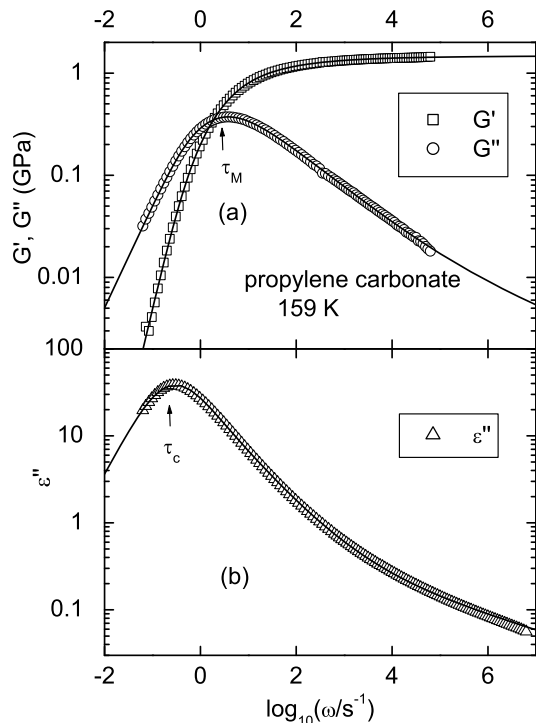 -2 0 2 4 6
1
0.1
0.01
G', G'' (GPa)
G'
G''
τM
(a)
propylene carbonate
159 K
100
10
1
0.1
ε''
ε''
τc
(b)
-2 0 2 4 6
log10(ω/s-1)